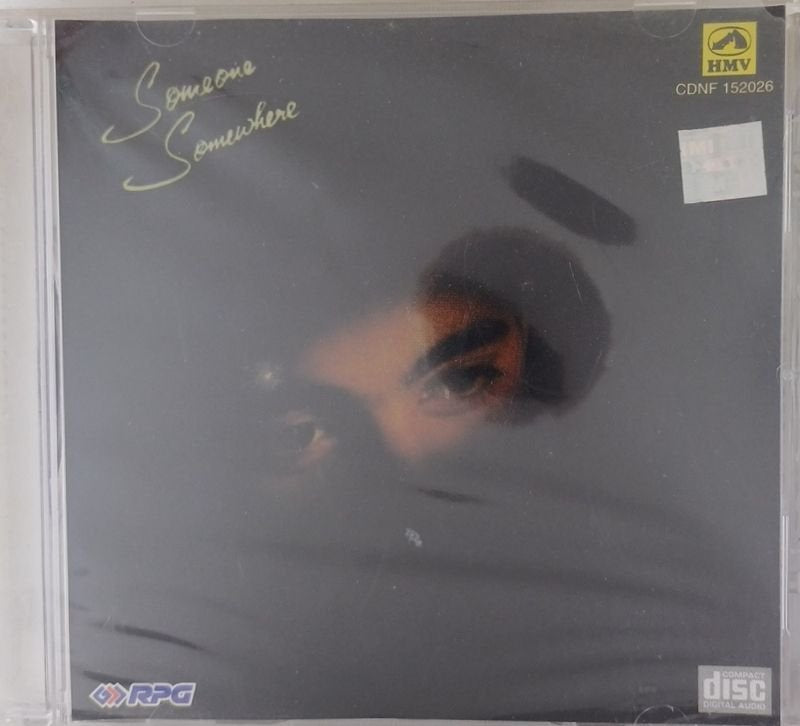 Someone
Somewhere
HMV
CDNF 152026
RPG
COMPACT
disc
DIGITAL AUDIO